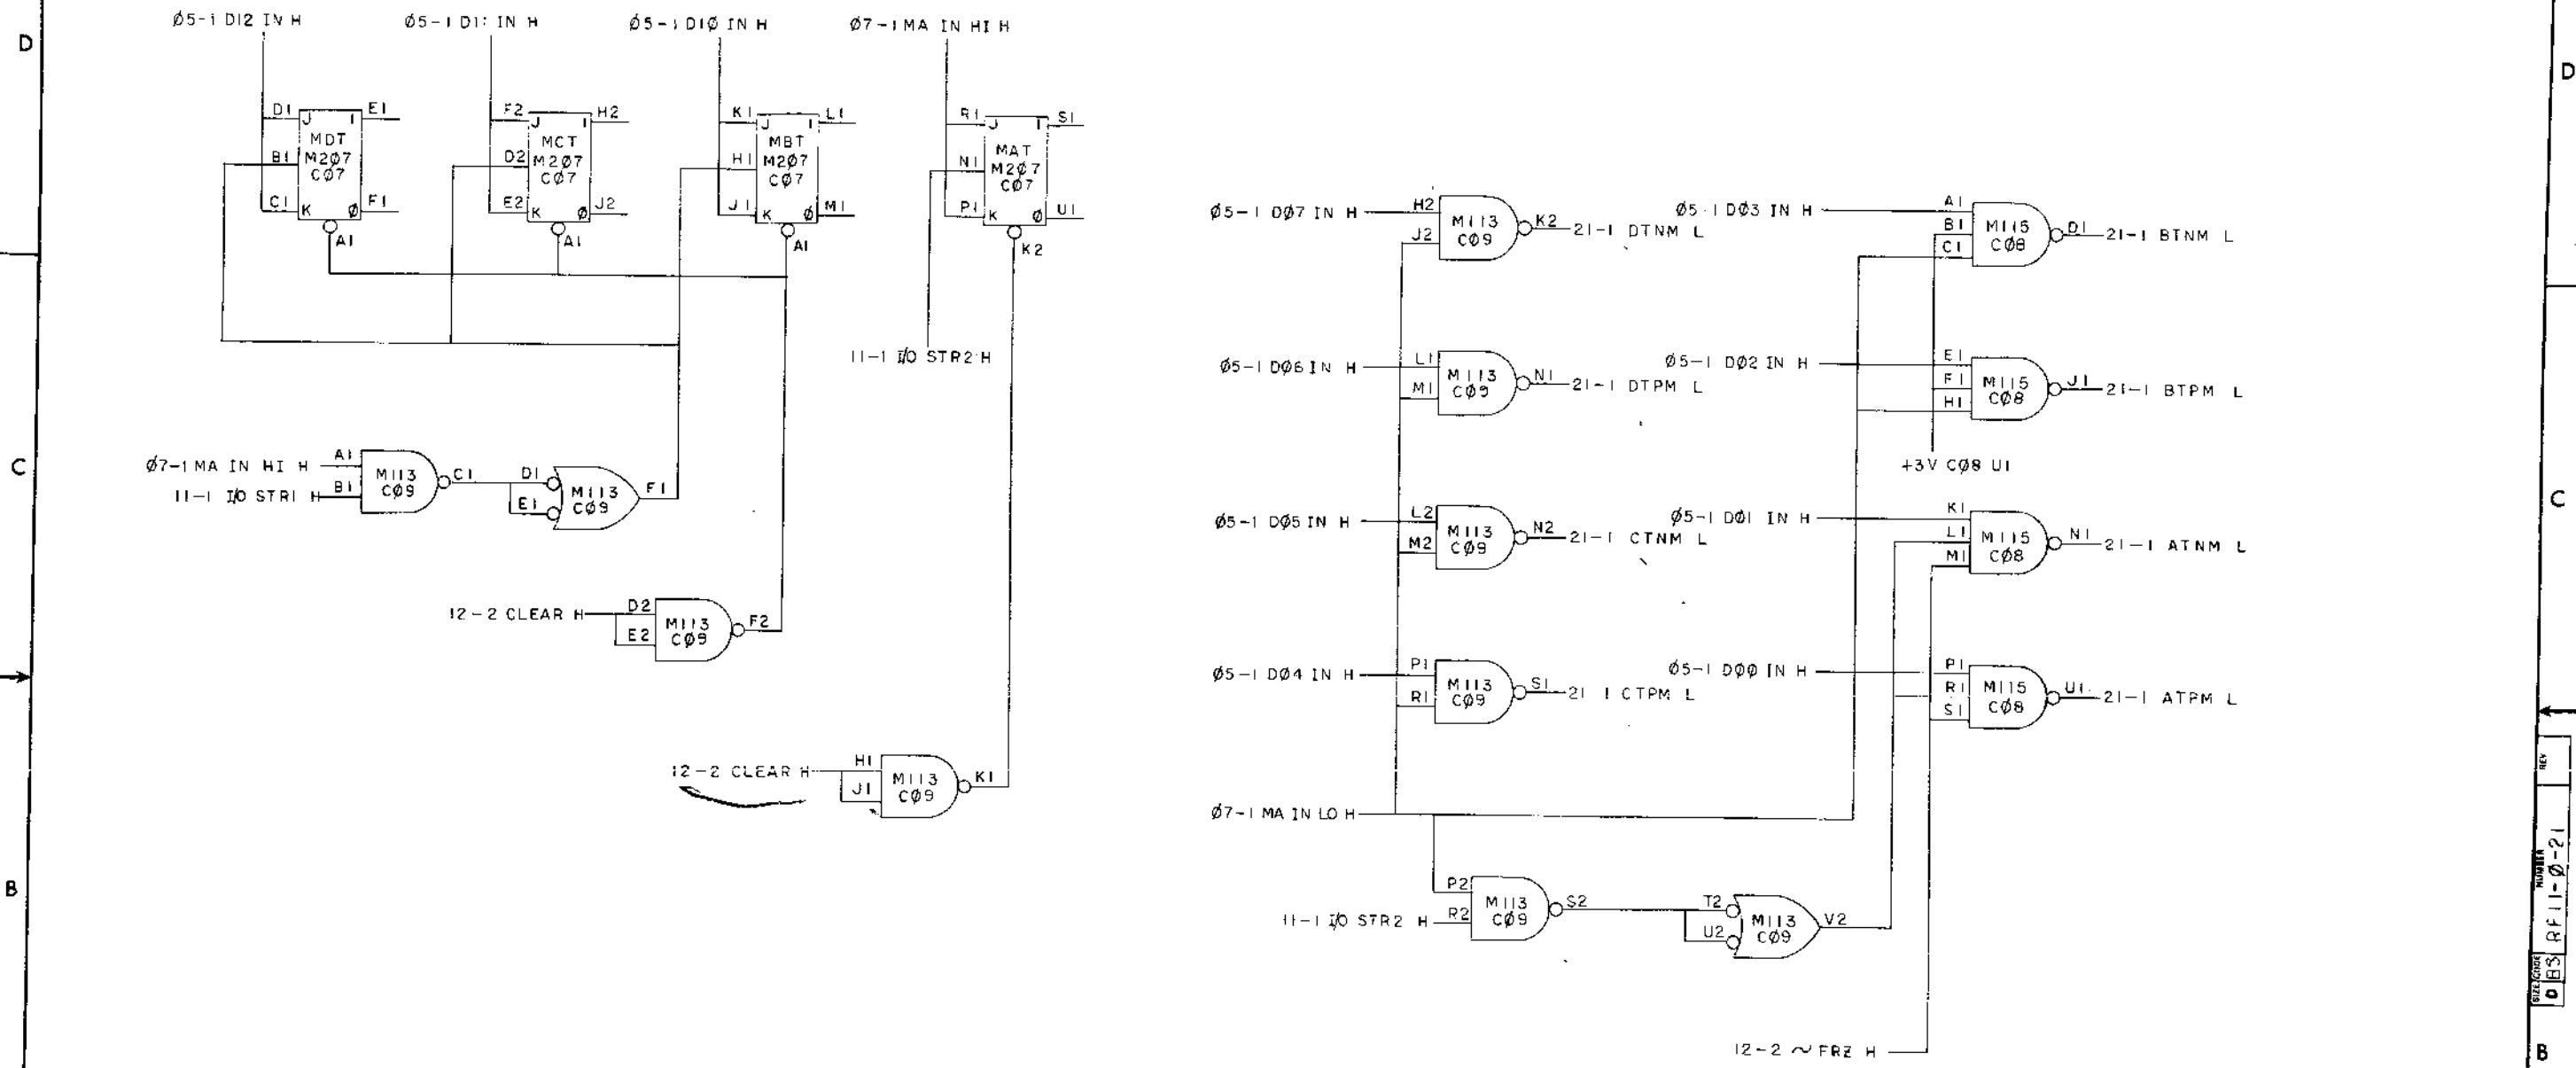 D
Ø5-1 D12 IN H
Ø5-1 D11 IN H
Ø5-1 D1Ø IN H
Ø7-1 MA IN HI H
D
D1 J 1 E1
MDT
B1 M2Ø7
CØ7
C1 K Ø F1
A1
F2 J 1 H2
MCT
D2 M2Ø7
CØ7
E2 K Ø J2
A1
K1 J 1 L1
MBT
H1 M2Ø7
CØ7
J1 K Ø M1
A1
R1 J 1 S1
MAT
N1 M2Ø7
CØ7
P1 K Ø U1
K2
11-1 I/O STR2 H
C
Ø7-1 MA IN HI H A1
11-1 I/O STR1 H B1
M113
CØ9
C1
D1
E1
M113
CØ9
F1
12-2 CLEAR H D2
E2
M113
CØ9
F2
12-2 CLEAR H H1
J1
M113
CØ9
K1
B
Ø5-1 DØ7 IN H H2
J2
M113
CØ9
K2 21-1 DTNM L
Ø5-1 DØ6 IN H L1
M1
M113
CØ9
N1 21-1 DTPM L
Ø5-1 DØ5 IN H L2
M2
M113
CØ9
N2 21-1 CTNM L
Ø5-1 DØ4 IN H P1
R1
M113
CØ9
S1 21 1 CTPM L
Ø7-1 MA IN LO H
P2
11-1 I/O STR2 H R2
M113
CØ9
S2
T2
U2
M113
CØ9
V2
Ø5-1 DØ3 IN H A1
B1
C1
M115
CØ8
D1 21-1 BTNM L
Ø5-1 DØ2 IN H E1
F1
H1
M115
CØ8
J1 21-1 BTPM L
+3V CØ8 U1
Ø5-1 DØ1 IN H K1
L1
M1
M115
CØ8
N1 21-1 ATNM L
Ø5-1 DØØ IN H P1
R1
S1
M115
CØ8
U1 21-1 ATPM L
12-2 ~FRZ H
C
REV
NUMBER
RF11-Ø-21
SIZE CODE
D BS
B